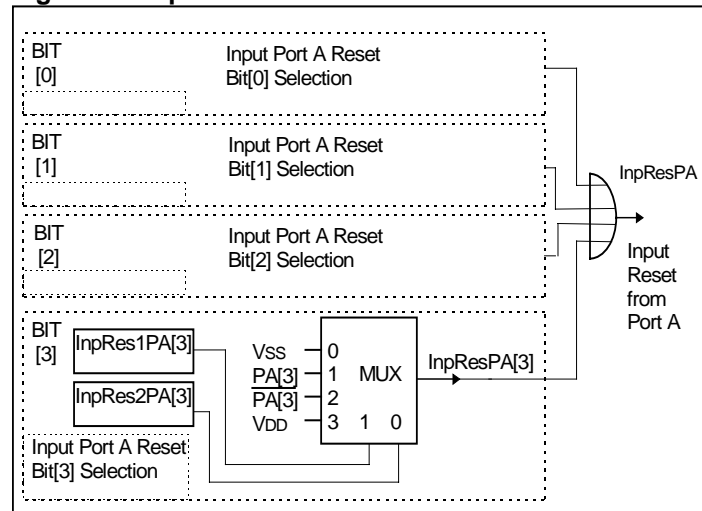 BIT
[0]
Input Port A Reset
Bit[0] Selection
BIT
[1]
Input Port A Reset
Bit[1] Selection
BIT
[2]
Input Port A Reset
Bit[2] Selection
InpResPA
Input
Reset
from
Port A
BIT
[3]
InpRes1PA[3]
InpRes2PA[3]
Input Port A Reset
Bit[3] Selection
VSS 0
PA[3] 1
PA[3] 2
VDD 3
MUX
1 0
InpResPA[3]